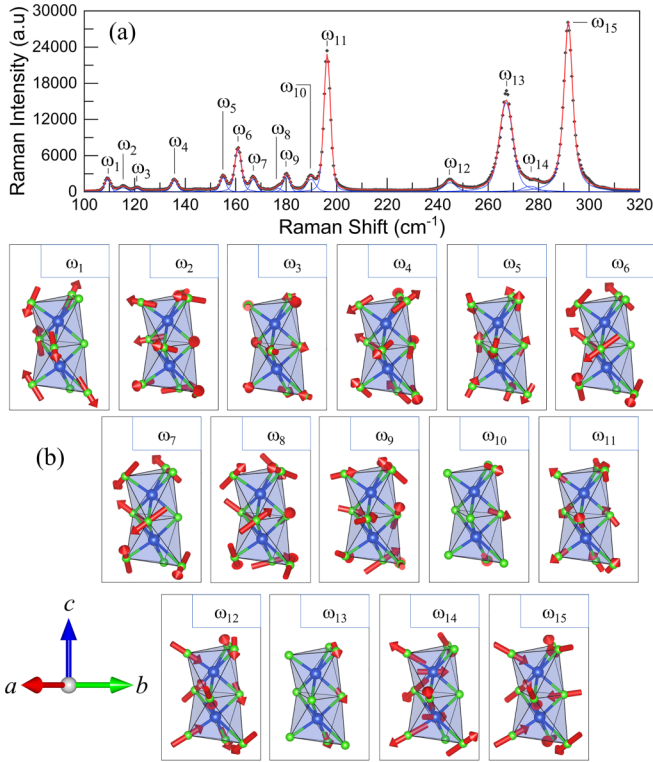 30000
24000
18000
12000
6000
0
Raman Intensity (a.u)
(a)
ω1
ω2
ω3
ω4
ω5
ω6
ω7
ω8
ω9
ω10
ω11
ω12
ω13
ω14
ω15
100 120 140 160 180 200 220 240 260 280 300 320
Raman Shift (cm-1)
ω1 ω2 ω3 ω4 ω5 ω6
(b)
ω7 ω8 ω9 ω10 ω11
ω12 ω13 ω14 ω15
c
a b